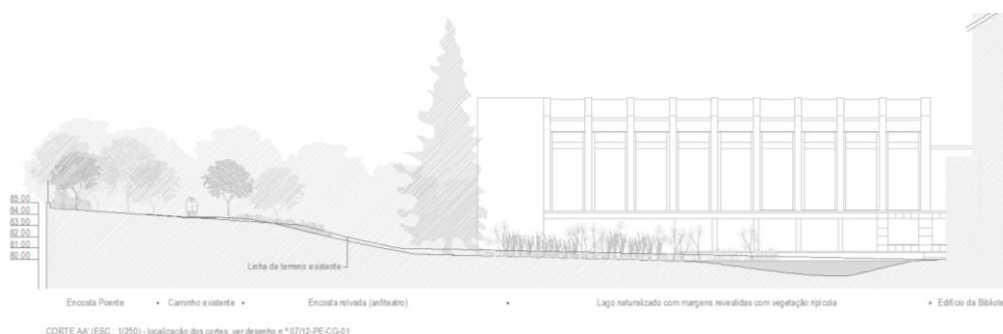 85.00
84.00
83.00
82.00
81.00
80.00
Linha de terreno existente
Encosta Poente • Caminho existente • Encosta relvada (anfiteatro) • Lago naturalizado com margens revestidas com vegetação ripícola • Edifício da Bibliote
CORTE AA' (ESC.: 1/250) - localização dos cortes: ver desenho n.º 07/12-PE-CG-01